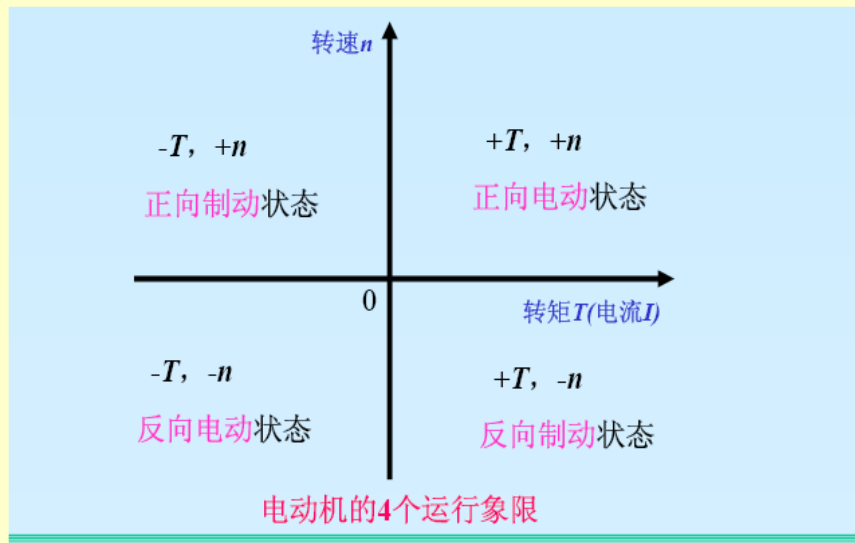 转速n
-T, +n
+T, +n
正向制动状态
正向电动状态
0
转矩T(电流I)
-T, -n
+T, -n
反向电动状态
反向制动状态
电动机的4个运行象限